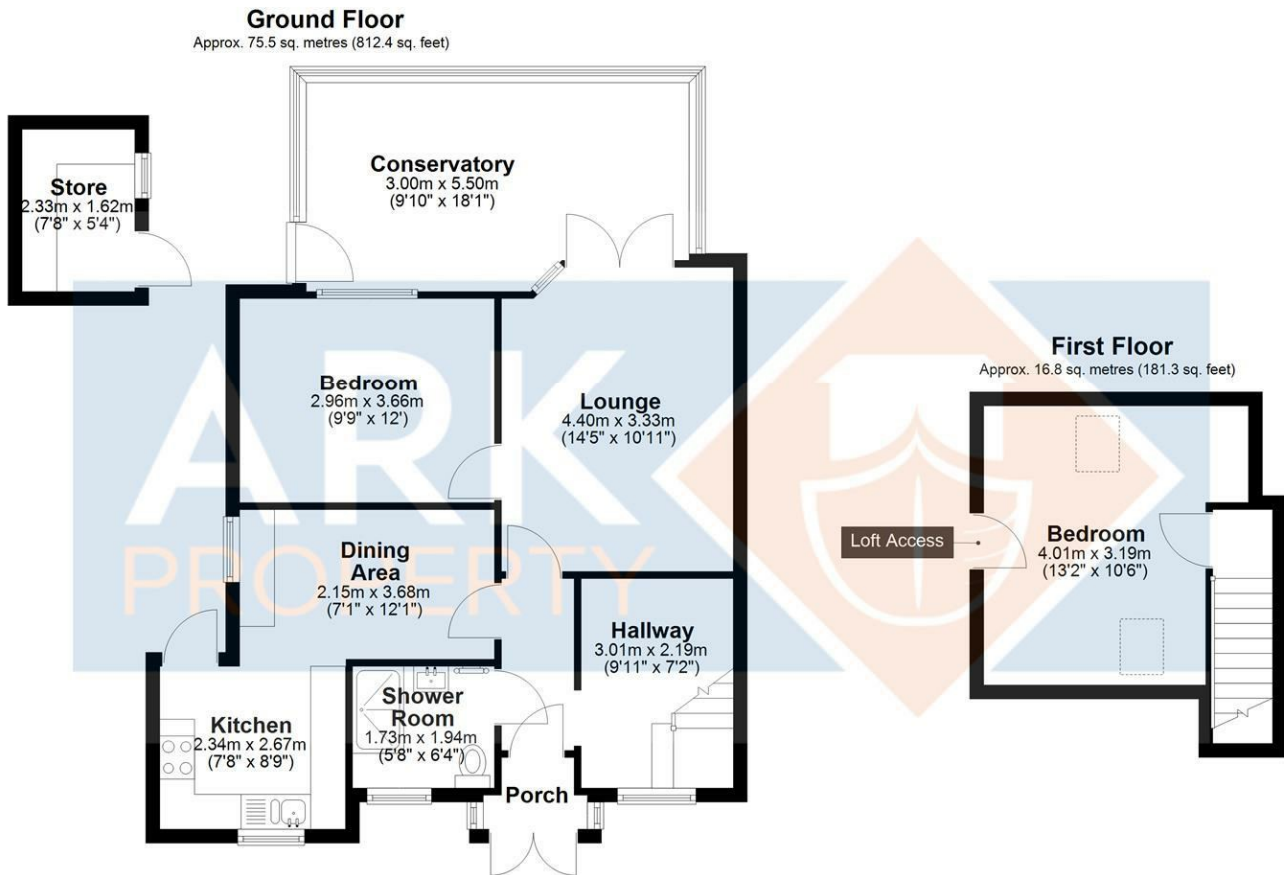 Ground Floor
Approx. 75.5 sq. metres (812.4 sq. feet)
Conservatory
3.00m x 5.50m
(9'10" x 18'1")
Store
2.33m x 1.62m
(7'8" x 5'4")
Bedroom
2.96m x 3.66m
(9'9" x 12')
Lounge
4.40m x 3.33m
(14'5" x 10'11")
Dining
Area
2.15m x 3.68m
(7'1" x 12'1")
Hallway
3.01m x 2.19m
(9'11" x 7'2")
Shower
Room
1.73m x 1.94m
(5'8" x 6'4")
Kitchen
2.34m x 2.67m
(7'8" x 8'9")
Porch
First Floor
Approx. 16.8 sq. metres (181.3 sq. feet)
Loft Access
Bedroom
4.01m x 3.19m
(13'2" x 10'6")
ARK
PROPERTY